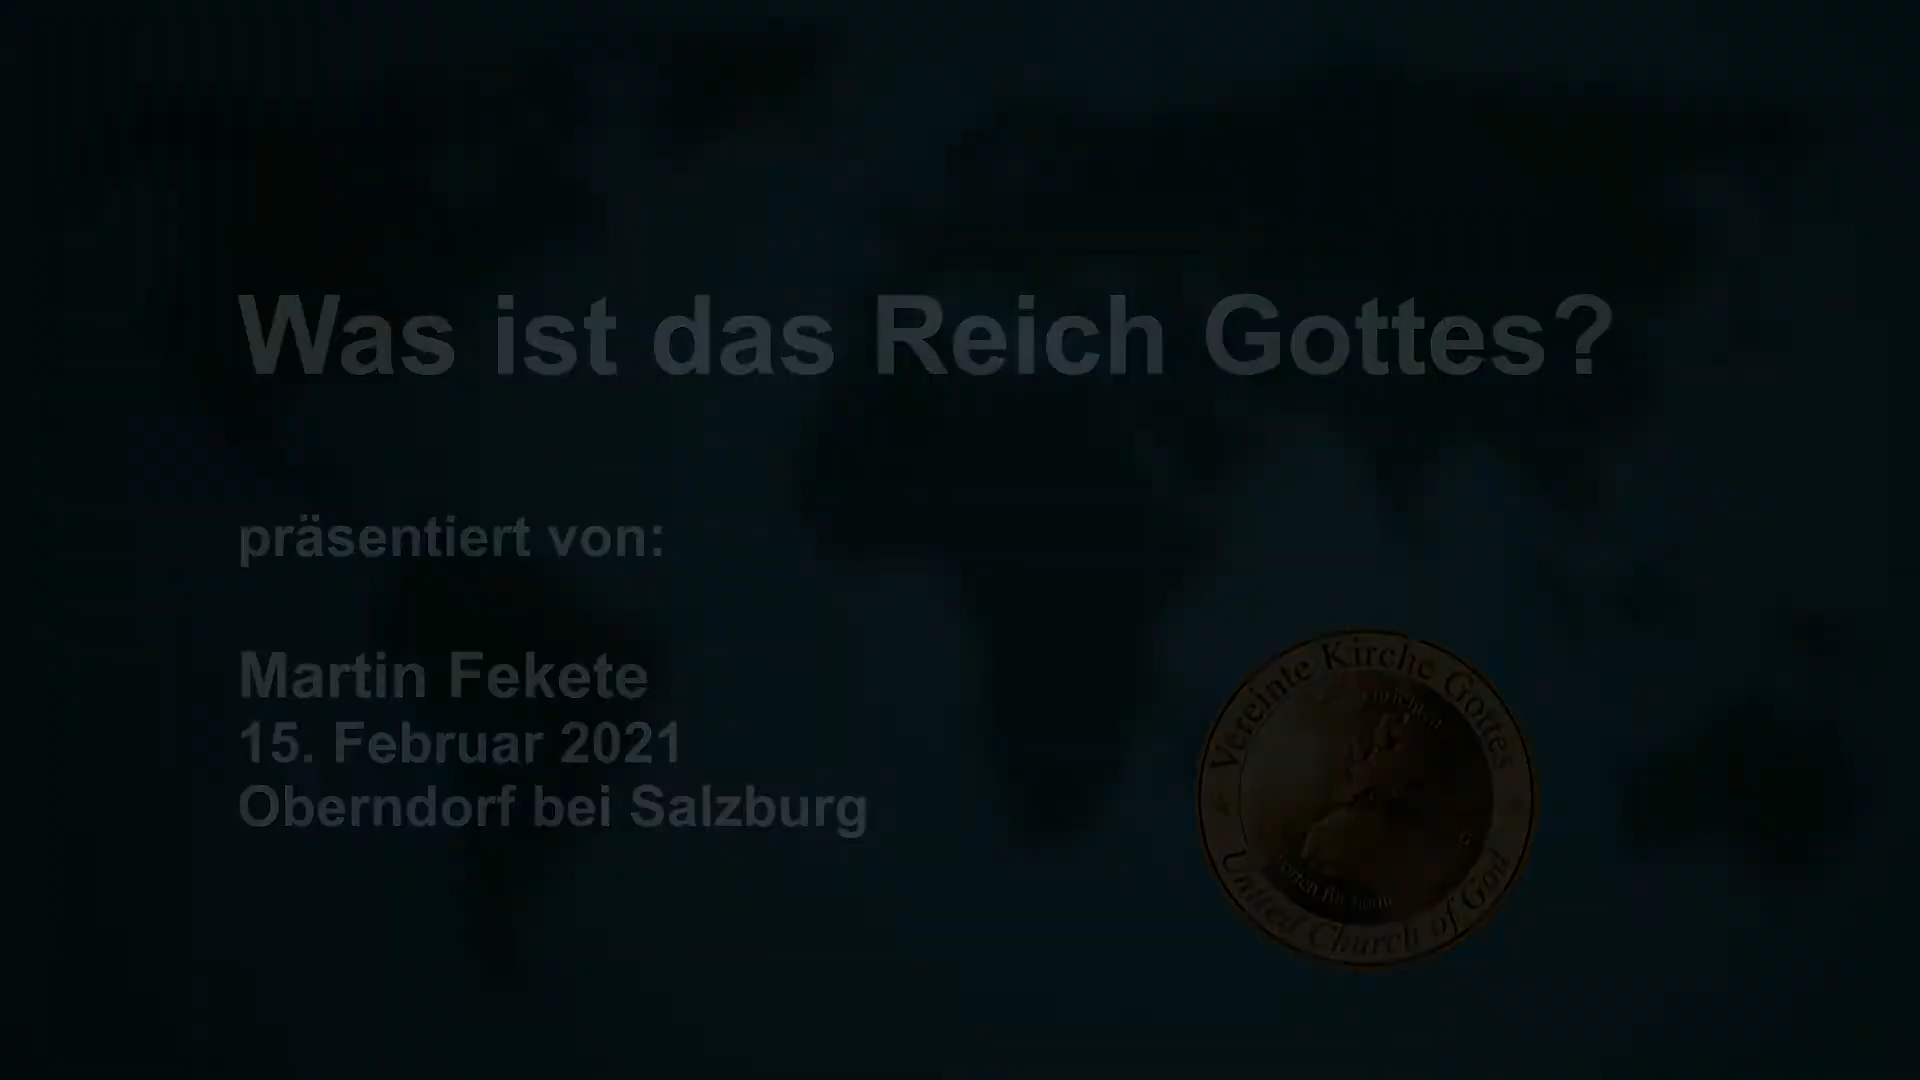 Was ist das Reich Gottes?
präsentiert von:
Martin Fekete
15. Februar 2021
Oberndorf bei Salzburg
Vereinte Kirche Gottes
United Church of God